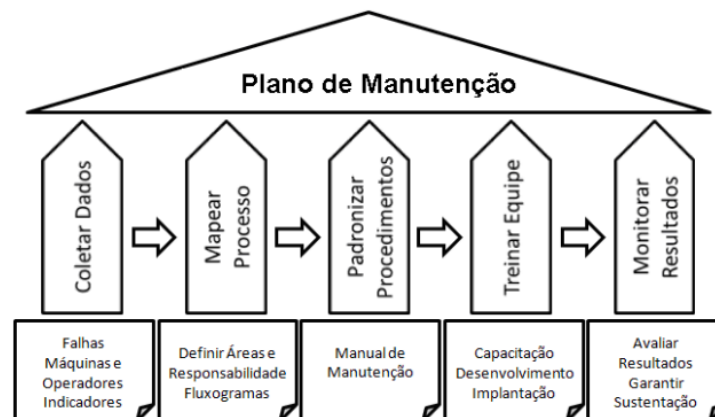 Plano de Manutenção
Coletar Dados
Mapear
Processo
Padronizar
Procedimentos
Treinar Equipe
Monitorar
Resultados
Falhas
Máquinas e
Operadores
Indicadores
Definir Áreas e
Responsabilidade
Fluxogramas
Manual de
Manutenção
Capacitação
Desenvolvimento
Implantação
Avaliar
Resultados
Garantir
Sustentação